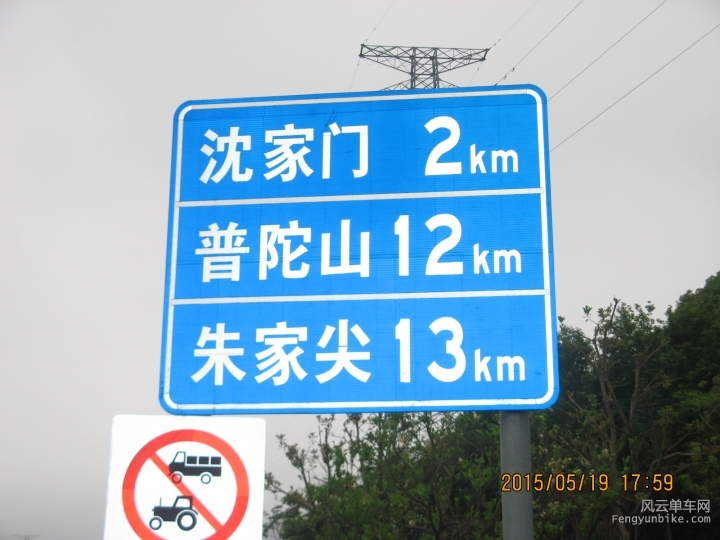 沈家门 2km
普陀山 12km
朱家尖 13km
2015/05/19 17:59
风云单车网
Fengyunbike.com